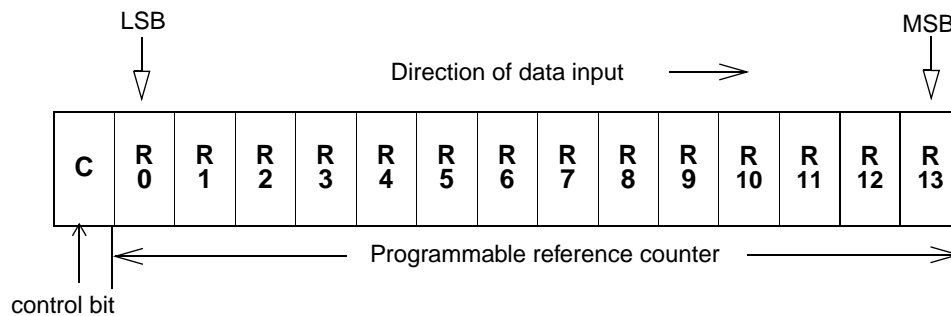 LSB
MSB
Direction of data input
C R R R R R R R R R R R R R R
0 1 2 3 4 5 6 7 8 9 10 11 12 13
Programmable reference counter
control bit